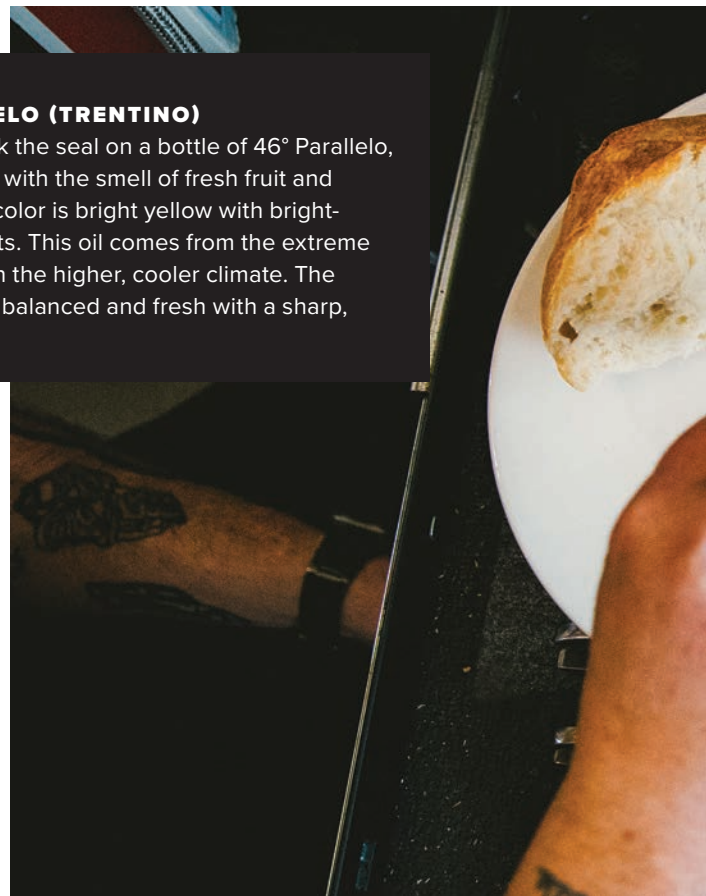 ELO (TRENTINO)
k the seal on a bottle of 46° Parallelo,
with the smell of fresh fruit and
color is bright yellow with bright-
ts. This oil comes from the extreme
n the higher, cooler climate. The
balanced and fresh with a sharp,